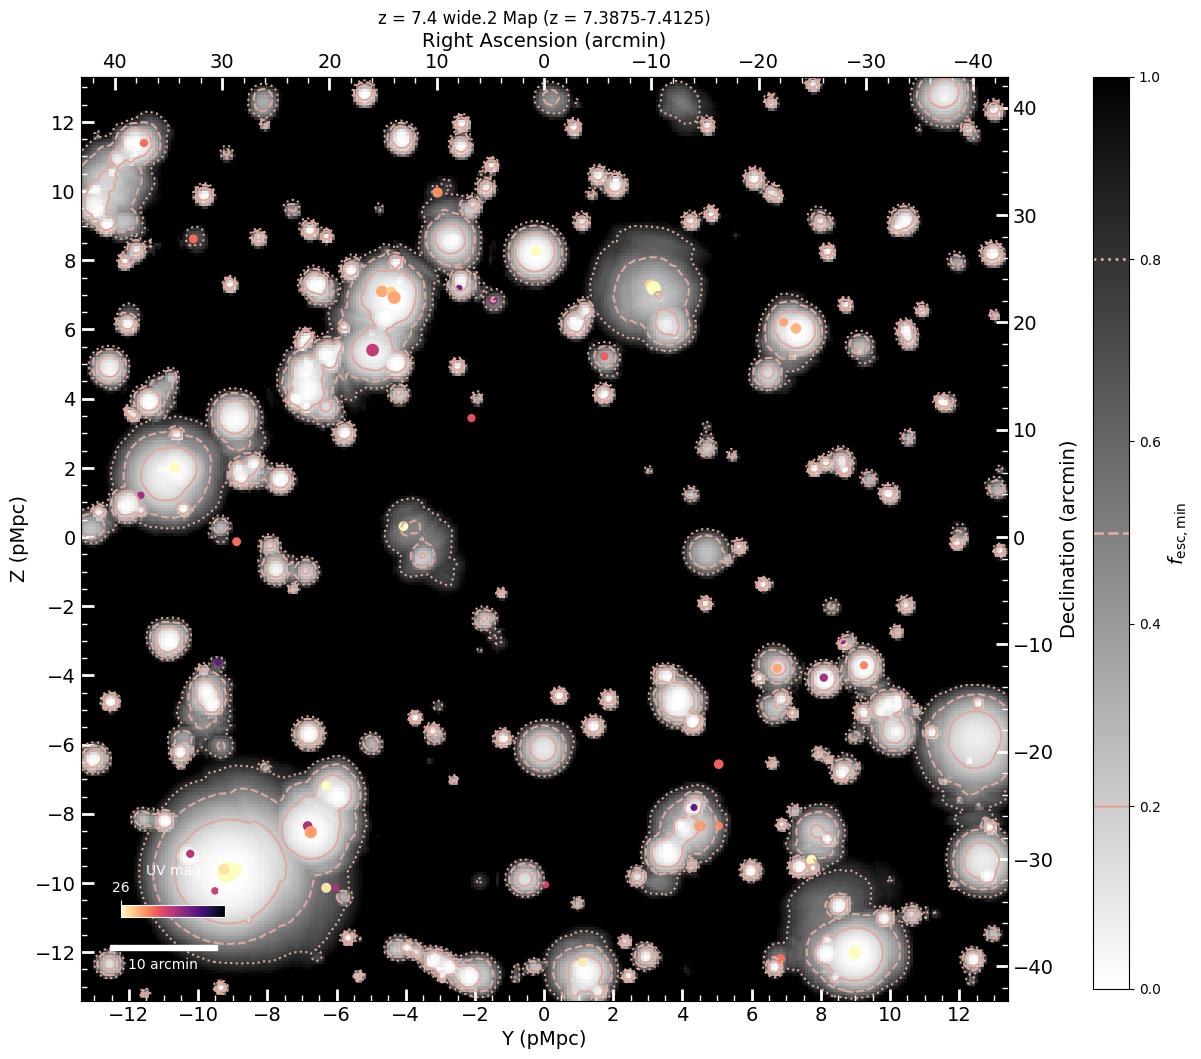 z = 7.4 wide.2 Map (z = 7.3875-7.4125)
Right Ascension (arcmin)
40 30 20 10 0 −10 −20 −30 −40
12 10 8 6 4 2 0 −2 −4 −6 −8 −10 −12
Z (pMpc)
UV mag
26
10 arcmin
−12 −10 −8 −6 −4 −2 0 2 4 6 8 10 12
Y (pMpc)
40 30 20 10 0 −10 −20 −30 −40
Declination (arcmin)
1.0 0.8 0.6 0.4 0.2 0.0
fesc, min